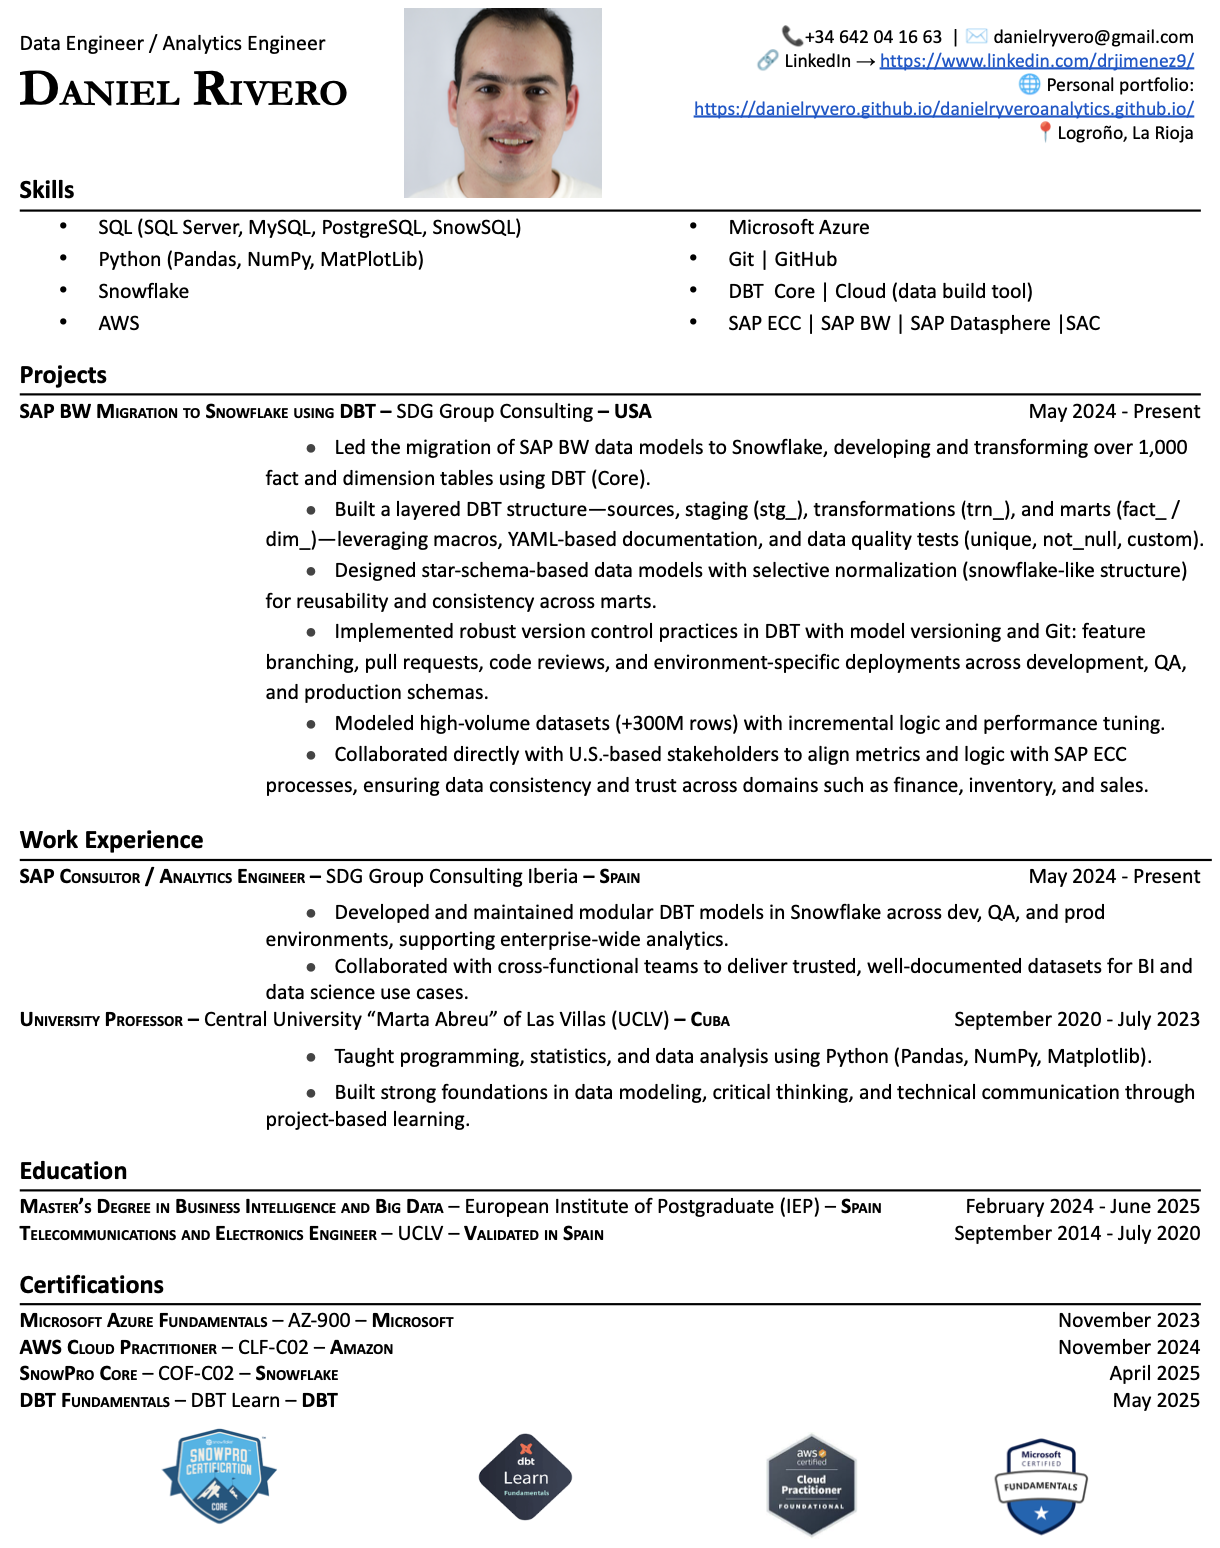 Data Engineer / Analytics Engineer
DANIEL RIVERO
📞+34 642 04 16 63 | ✉️ danielryvero@gmail.com
🔗 LinkedIn → https://www.linkedin.com/drjimenez9/
🌐 Personal portfolio:
https://danielryvero.github.io/danielryveroanalytics.github.io/
📍Logroño, La Rioja
Skills
• SQL (SQL Server, MySQL, PostgreSQL, SnowSQL)
• Python (Pandas, NumPy, MatPlotLib)
• Snowflake
• AWS
• Microsoft Azure
• Git | GitHub
• DBT Core | Cloud (data build tool)
• SAP ECC | SAP BW | SAP Datasphere |SAC
Projects
SAP BW MIGRATION TO SNOWFLAKE USING DBT – SDG Group Consulting – USA May 2024 - Present
● Led the migration of SAP BW data models to Snowflake, developing and transforming over 1,000
fact and dimension tables using DBT (Core).
● Built a layered DBT structure—sources, staging (stg_), transformations (trn_), and marts (fact_ /
dim_)—leveraging macros, YAML-based documentation, and data quality tests (unique, not_null, custom).
● Designed star-schema-based data models with selective normalization (snowflake-like structure)
for reusability and consistency across marts.
● Implemented robust version control practices in DBT with model versioning and Git: feature
branching, pull requests, code reviews, and environment-specific deployments across development, QA,
and production schemas.
● Modeled high-volume datasets (+300M rows) with incremental logic and performance tuning.
● Collaborated directly with U.S.-based stakeholders to align metrics and logic with SAP ECC
processes, ensuring data consistency and trust across domains such as finance, inventory, and sales.
Work Experience
SAP CONSULTOR / ANALYTICS ENGINEER – SDG Group Consulting Iberia – SPAIN May 2024 - Present
● Developed and maintained modular DBT models in Snowflake across dev, QA, and prod
environments, supporting enterprise-wide analytics.
● Collaborated with cross-functional teams to deliver trusted, well-documented datasets for BI and
data science use cases.
UNIVERSITY PROFESSOR – Central University “Marta Abreu” of Las Villas (UCLV) – CUBA September 2020 - July 2023
● Taught programming, statistics, and data analysis using Python (Pandas, NumPy, Matplotlib).
● Built strong foundations in data modeling, critical thinking, and technical communication through
project-based learning.
Education
MASTER’S DEGREE IN BUSINESS INTELLIGENCE AND BIG DATA – European Institute of Postgraduate (IEP) – SPAIN February 2024 - June 2025
TELECOMMUNICATIONS AND ELECTRONICS ENGINEER – UCLV – VALIDATED IN SPAIN September 2014 - July 2020
Certifications
MICROSOFT AZURE FUNDAMENTALS – AZ-900 – MICROSOFT November 2023
AWS CLOUD PRACTITIONER – CLF-C02 – AMAZON November 2024
SNOWPRO CORE – COF-C02 – SNOWFLAKE April 2025
DBT FUNDAMENTALS – DBT Learn – DBT May 2025
SNOWPRO™
CERTIFICATION
CORE
dbt
Learn
Fundamentals
aws
certified
Cloud
Practitioner
FOUNDATIONAL
Microsoft
CERTIFIED
FUNDAMENTALS